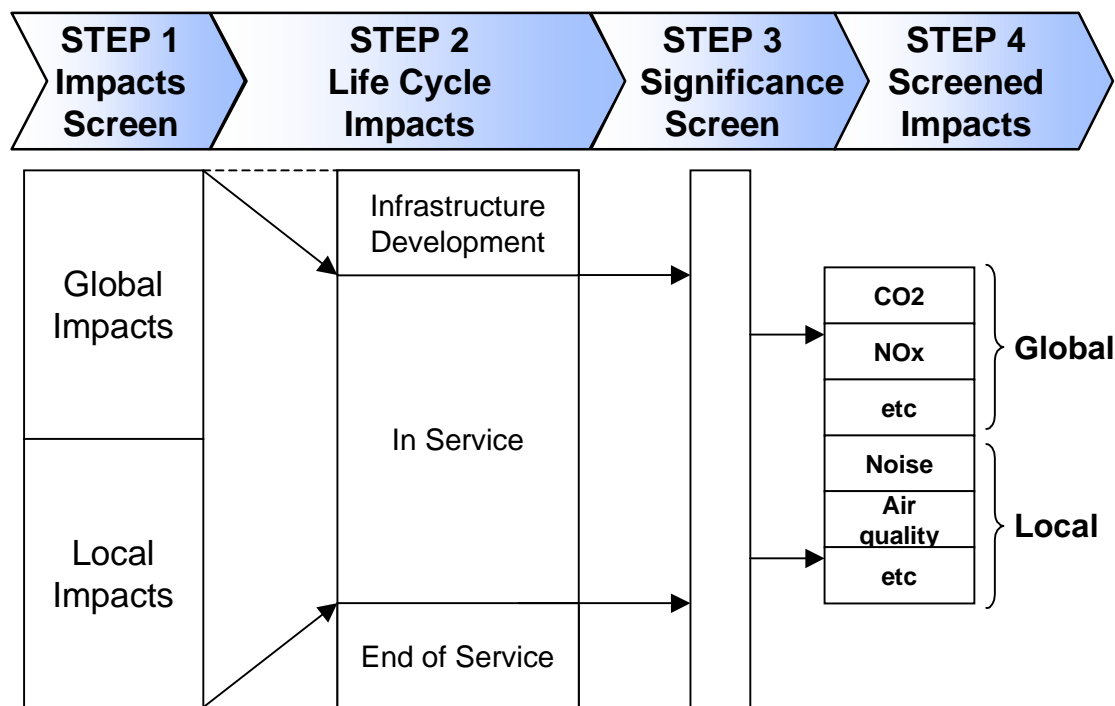 STEP 1
Impacts
Screen
STEP 2
Life Cycle
Impacts
STEP 3
Significance
Screen
STEP 4
Screened
Impacts
Global
Impacts
Local
Impacts
Infrastructure
Development
In Service
End of Service
CO2
NOx
etc
Noise
Air
quality
etc
Global
Local